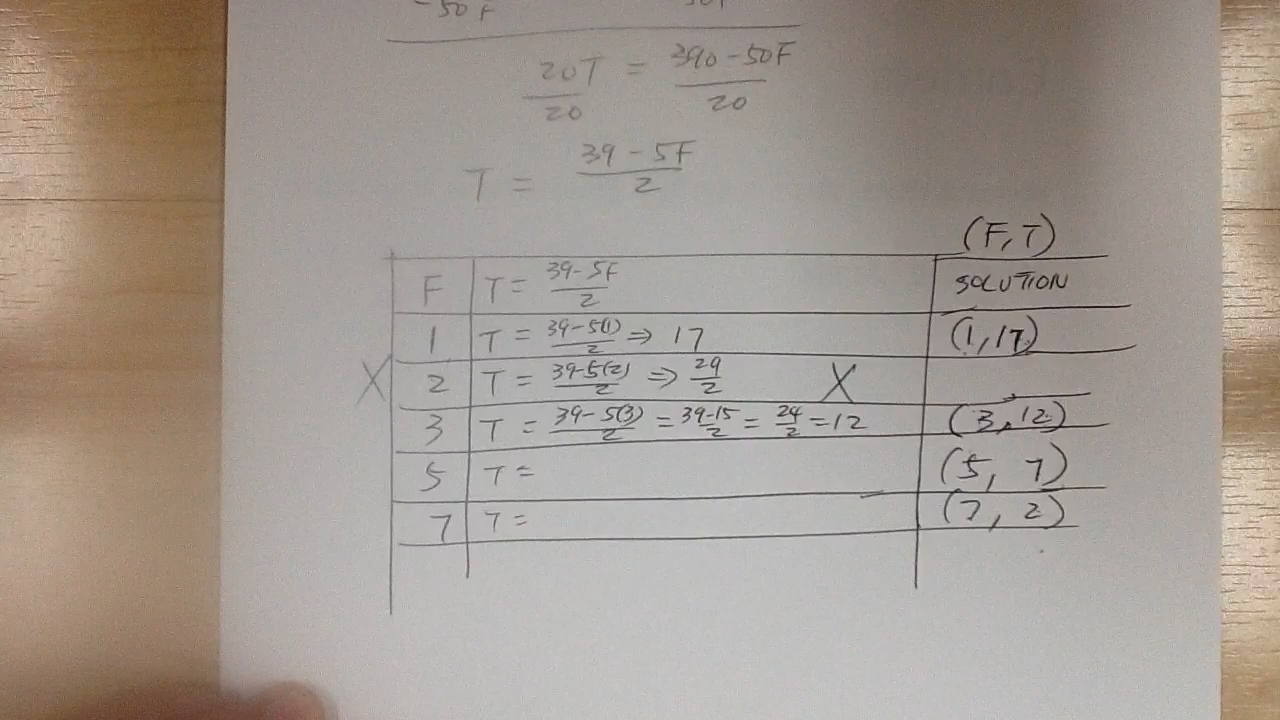 -50F
20T = 390-50F
20 20
T = 39-5F
2
(F,T)
F T = 39-5F/2 SOLUTION
1 T = 39-5(1)/2 ⇒ 17 (1,17)
X 2 T = 39-5(2)/2 ⇒ 29/2 X
3 T = 39-5(3)/2 = 39-15/2 = 24/2 = 12 (3,12)
5 T = (5, 7)
7 T = (7, 2)